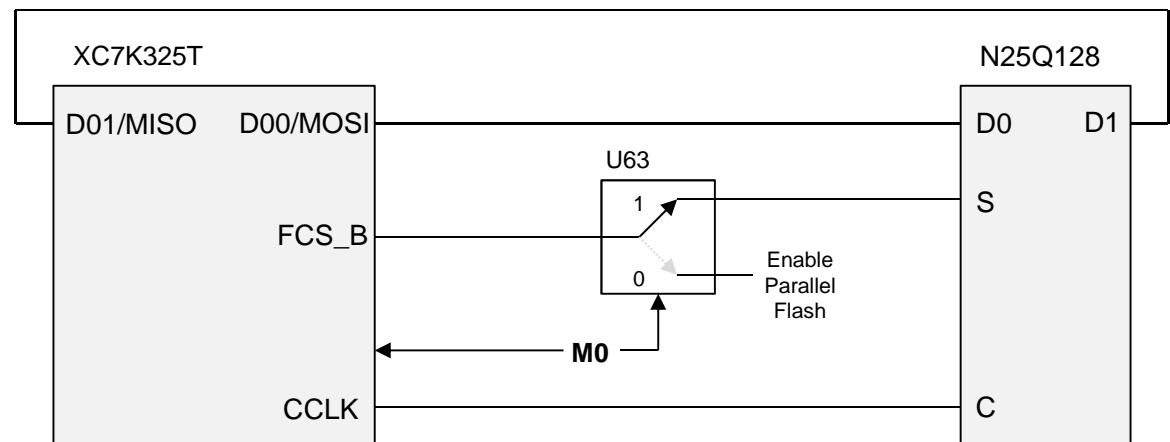 XC7K325T
N25Q128
D01/MISO
D00/MOSI
D0
D1
U63
1
S
FCS_B
0
Enable
Parallel
Flash
M0
CCLK
C